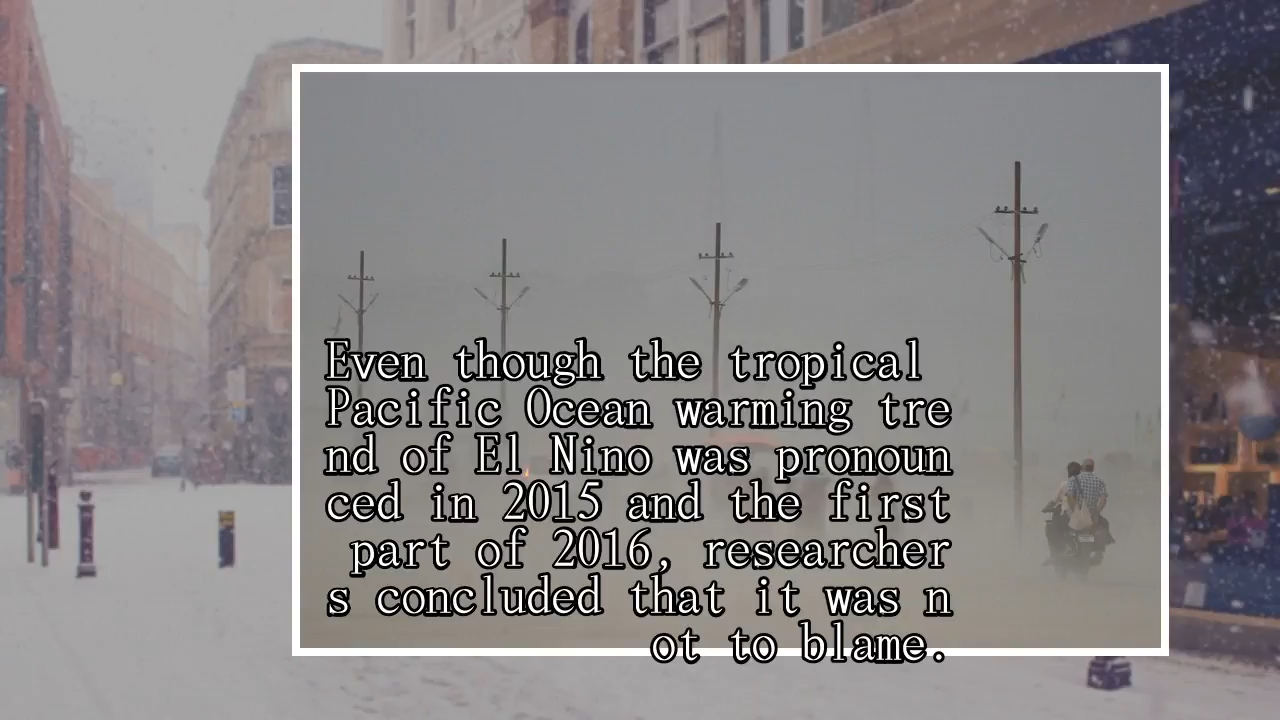 Even though the tropical
Pacific Ocean warming tre
nd of El Nino was pronoun
ced in 2015 and the first
part of 2016, researcher
s concluded that it was n
ot to blame.